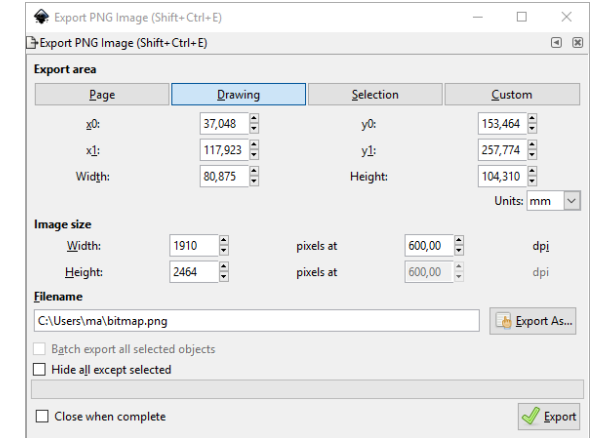 Export PNG Image (Shift+Ctrl+E)
Export PNG Image (Shift+Ctrl+E)
Export area
Page Drawing Selection Custom
x0: 37,048 y0: 153,464
x1: 117,923 y1: 257,774
Width: 80,875 Height: 104,310
Units: mm
Image size
Width: 1910 pixels at 600,00 dpi
Height: 2464 pixels at 600,00 dpi
Filename
C:\Users\ma\bitmap.png Export As...
Batch export all selected objects
Hide all except selected
Close when complete Export